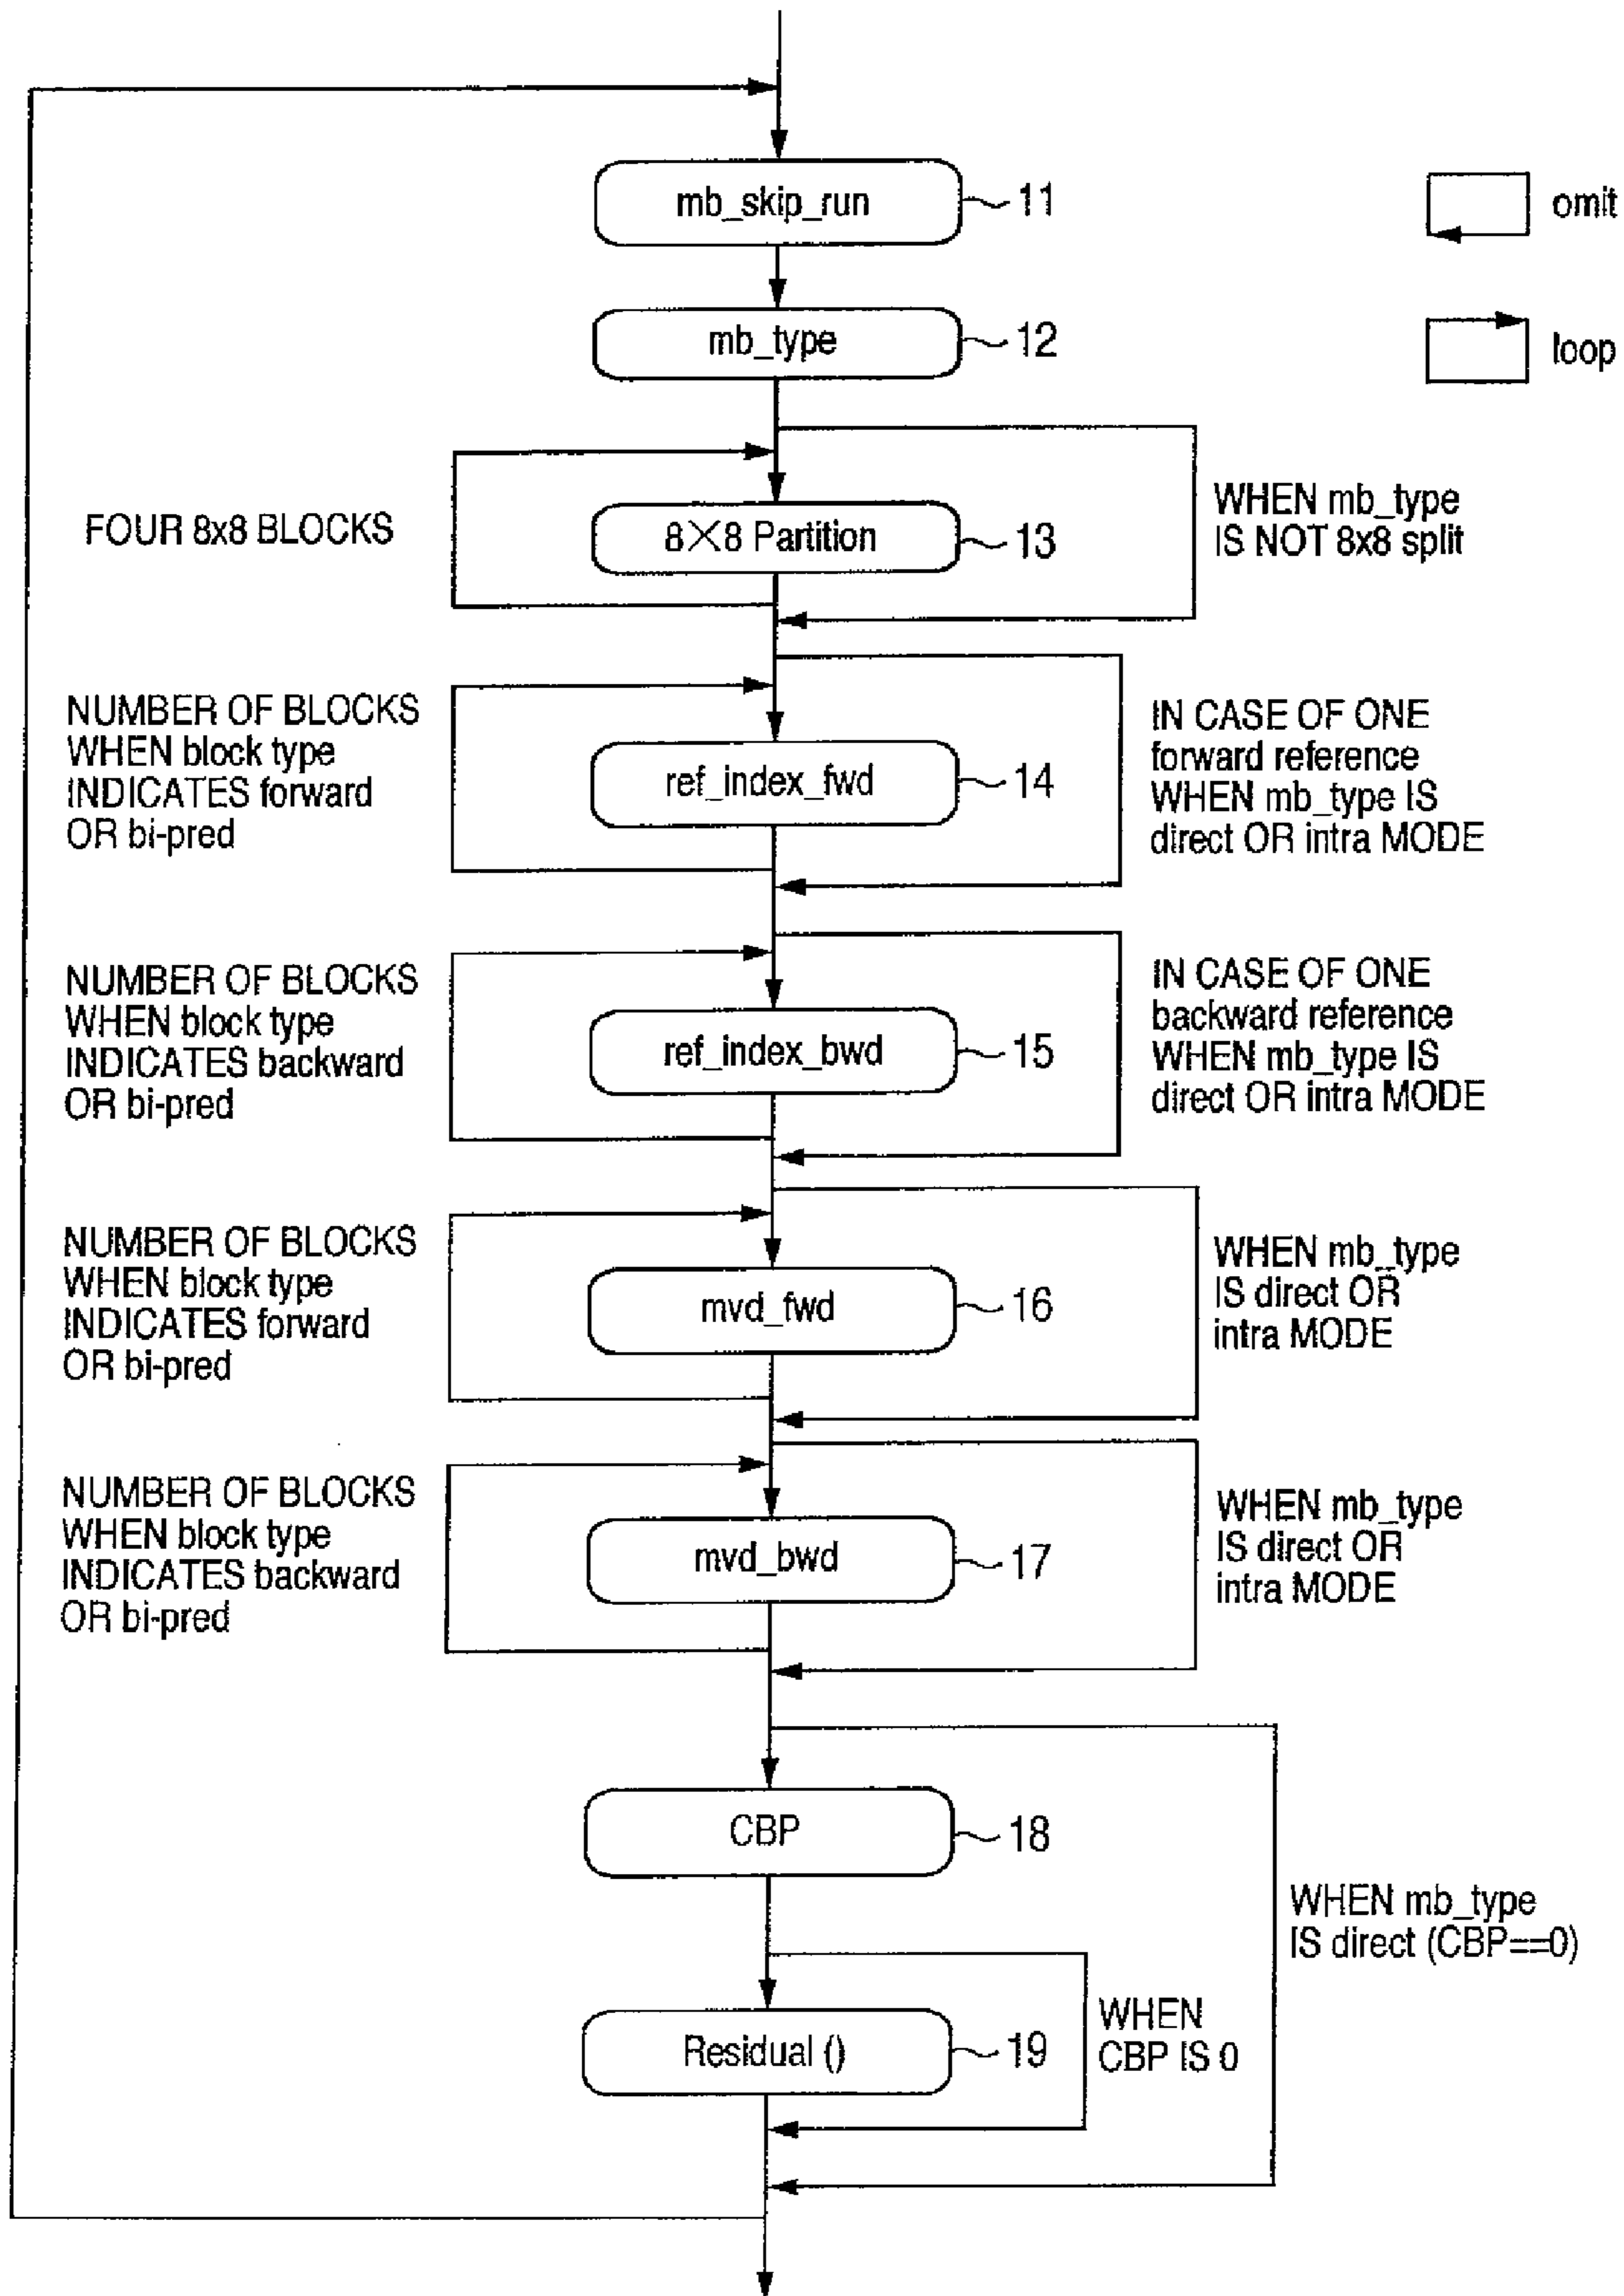 mb_skip_run
11
omit
mb_type
12
loop
FOUR 8x8 BLOCKS
8×8 Partition
13
WHEN mb_type
IS NOT 8x8 split
NUMBER OF BLOCKS
WHEN block type
INDICATES forward
OR bi-pred
ref_index_fwd
14
IN CASE OF ONE
forward reference
WHEN mb_type IS
direct OR intra MODE
NUMBER OF BLOCKS
WHEN block type
INDICATES backward
OR bi-pred
ref_index_bwd
15
IN CASE OF ONE
backward reference
WHEN mb_type IS
direct OR intra MODE
NUMBER OF BLOCKS
WHEN block type
INDICATES forward
OR bi-pred
mvd_fwd
16
WHEN mb_type
IS direct OR
intra MODE
NUMBER OF BLOCKS
WHEN block type
INDICATES backward
OR bi-pred
mvd_bwd
17
WHEN mb_type
IS direct OR
intra MODE
CBP
18
WHEN mb_type
IS direct (CBP==0)
Residual ()
19
WHEN
CBP IS 0